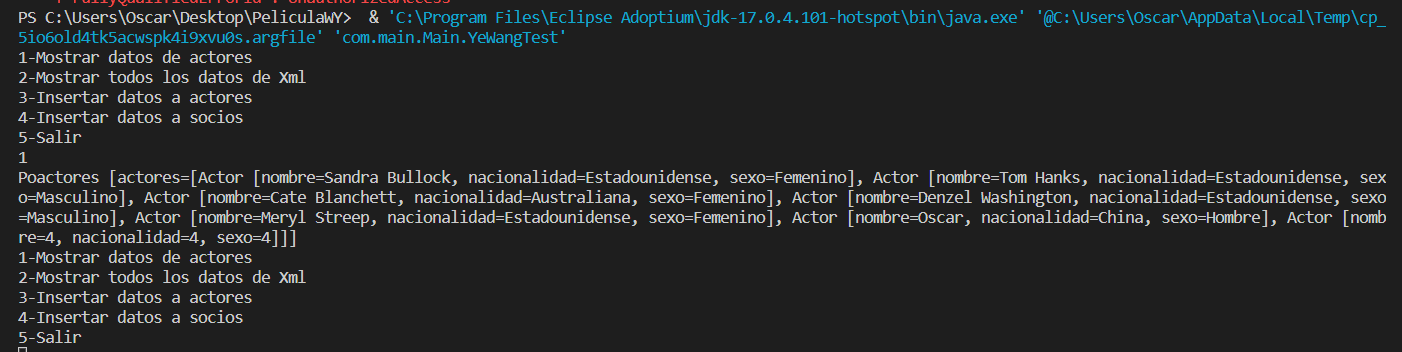 PS C:\Users\Oscar\Desktop\PeliculaWY>  & 'C:\Program Files\Eclipse Adoptium\jdk-17.0.4.101-hotspot\bin\java.exe' '@C:\Users\Oscar\AppData\Local\Temp\cp_
5io6old4tk5acwspk4i9xvu0s.argfile' 'com.main.Main.YeWangTest'
1-Mostrar datos de actores
2-Mostrar todos los datos de Xml
3-Insertar datos a actores
4-Insertar datos a socios
5-Salir
1
Poactores [actores=[Actor [nombre=Sandra Bullock, nacionalidad=Estadounidense, sexo=Femenino], Actor [nombre=Tom Hanks, nacionalidad=Estadounidense, sex
o=Masculino], Actor [nombre=Cate Blanchett, nacionalidad=Australiana, sexo=Femenino], Actor [nombre=Denzel Washington, nacionalidad=Estadounidense, sexo
=Masculino], Actor [nombre=Meryl Streep, nacionalidad=Estadounidense, sexo=Femenino], Actor [nombre=Oscar, nacionalidad=China, sexo=Hombre], Actor [nomb
re=4, nacionalidad=4, sexo=4]]]
1-Mostrar datos de actores
2-Mostrar todos los datos de Xml
3-Insertar datos a actores
4-Insertar datos a socios
5-Salir